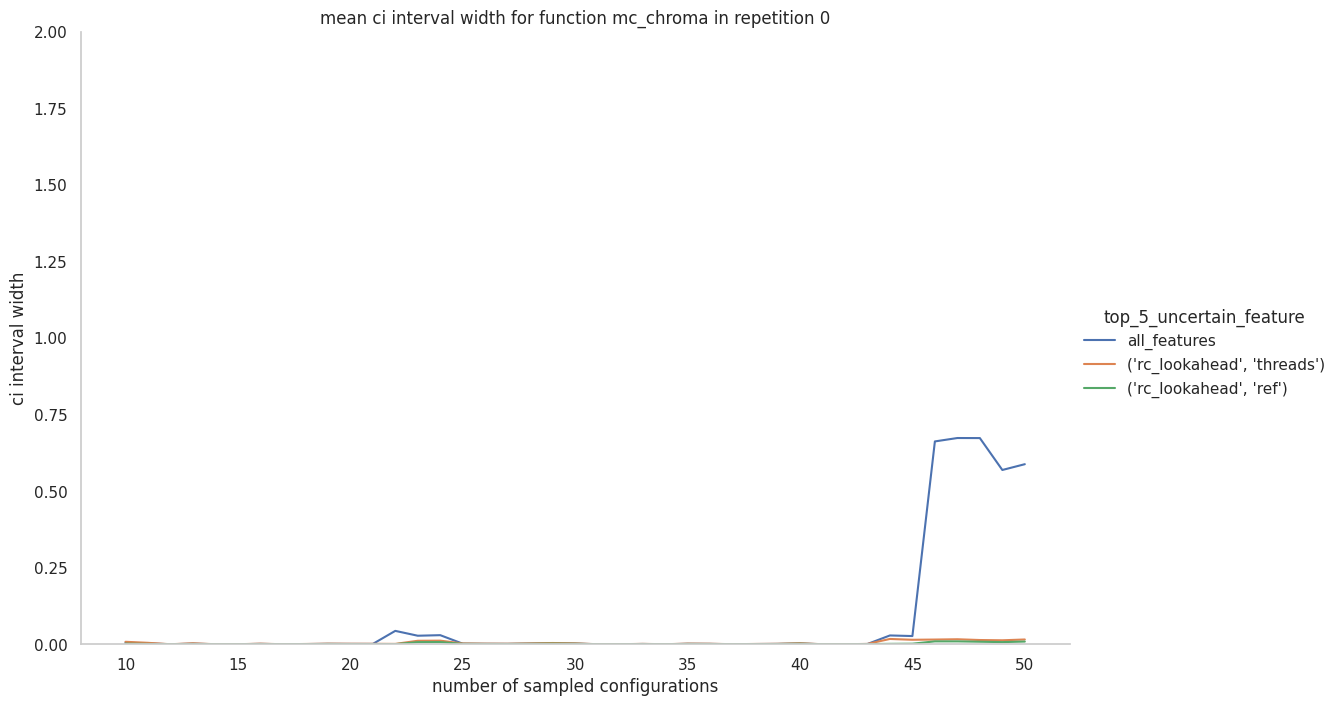 mean ci interval width for function mc_chroma in repetition 0
2.00
1.75
1.50
1.25
1.00
0.75
0.50
0.25
0.00
ci interval width
10 15 20 25 30 35 40 45 50
number of sampled configurations
top_5_uncertain_feature
all_features
('rc_lookahead', 'threads')
('rc_lookahead', 'ref')